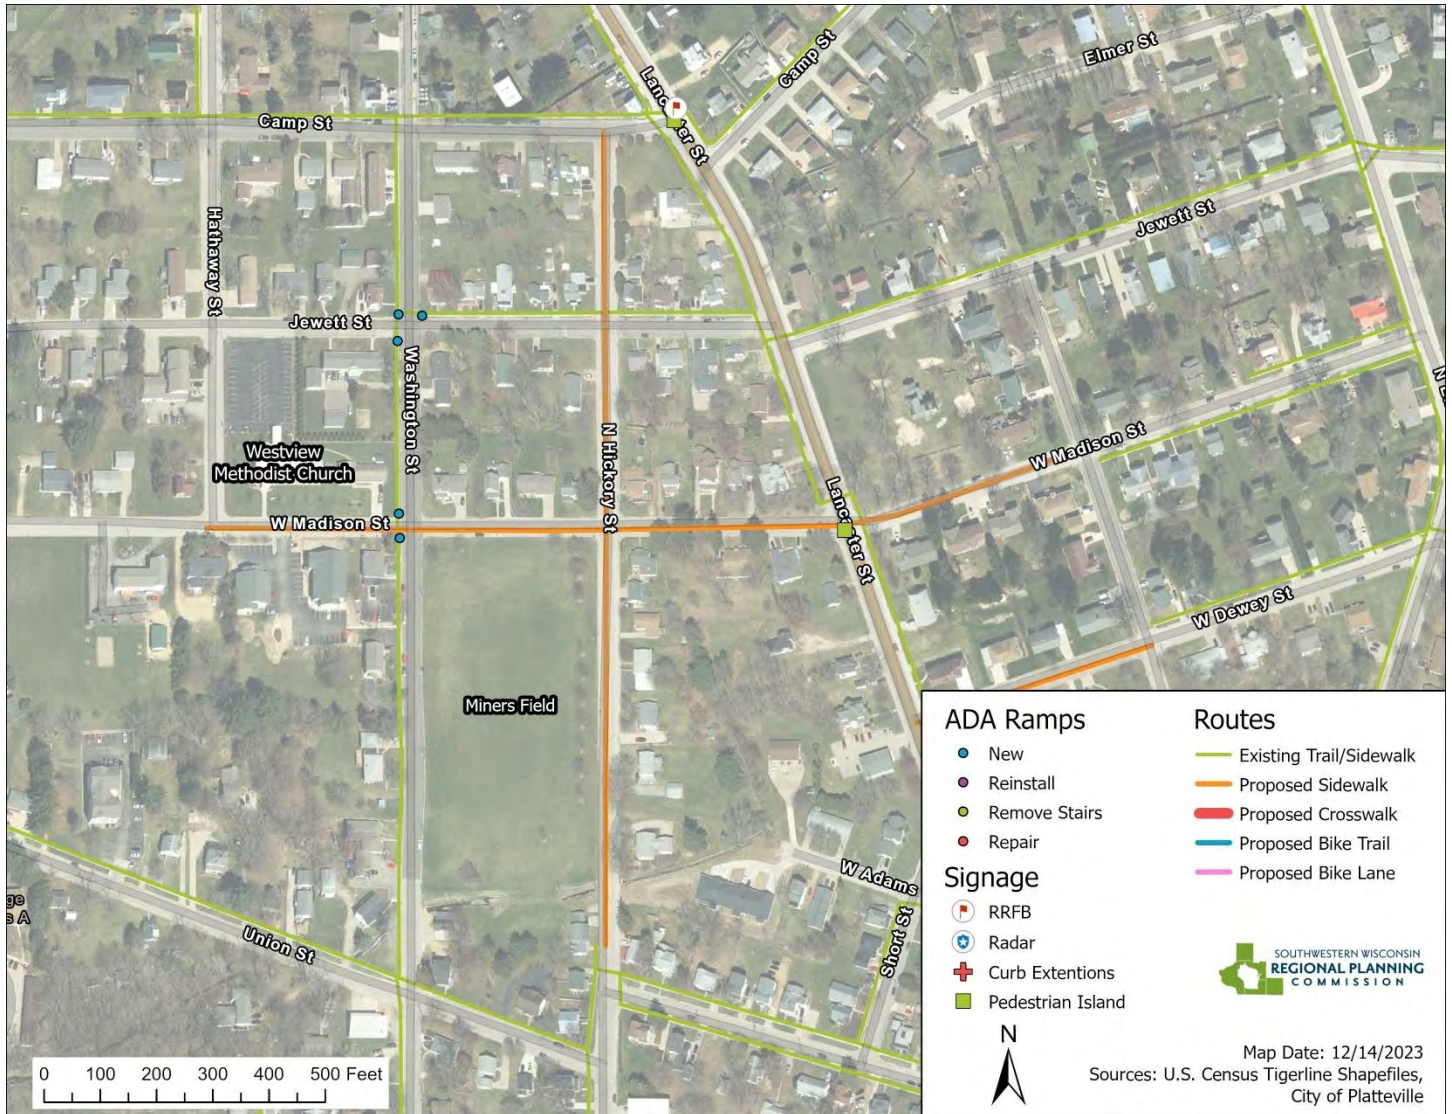 Elmer St
Camp St
Lancaster St
Camp St
Jewett St
Hathaway St
Jewett St
Washington St
N Hickory St
W Madison St
Westview
Methodist Church
W Madison St
Lancaster St
W Dewey St
Miners Field
W Adams
Short St
Union St
ADA Ramps
New
Reinstall
Remove Stairs
Repair
Signage
RRFB
Radar
Curb Extentions
Pedestrian Island
Routes
Existing Trail/Sidewalk
Proposed Sidewalk
Proposed Crosswalk
Proposed Bike Trail
Proposed Bike Lane
SOUTHWESTERN WISCONSIN
REGIONAL PLANNING
COMMISSION
N
Map Date: 12/14/2023
Sources: U.S. Census Tigerline Shapefiles,
City of Platteville
0 100 200 300 400 500 Feet